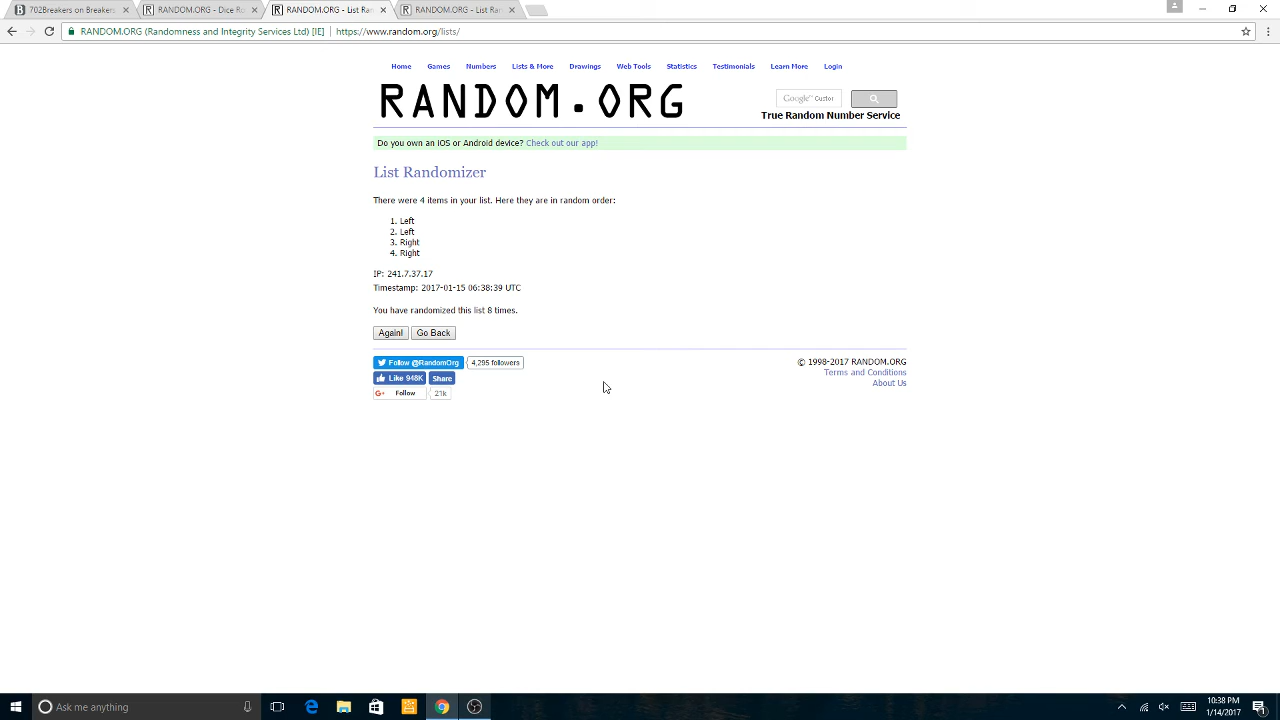 702Breakers on Breakers
RANDOM.ORG - Dice Ro
RANDOM.ORG - List Ran
RANDOM.ORG - List Ran
RANDOM.ORG (Randomness and Integrity Services Ltd) [IE]
https://www.random.org/lists/
Home Games Numbers Lists & More Drawings Web Tools Statistics Testimonials Learn More Login
RANDOM.ORG
Google™ Custor
True Random Number Service
Do you own an iOS or Android device? Check out our app!
List Randomizer
There were 4 items in your list. Here they are in random order:
1. Left
2. Left
3. Right
4. Right
IP: 241.7.37.17
Timestamp: 2017-01-15 06:38:39 UTC
You have randomized this list 8 times.
Again! Go Back
Follow @RandomOrg 4,295 followers
Like 948K Share
G+ Follow 21k
© 1998-2017 RANDOM.ORG
Terms and Conditions
About Us
Ask me anything
10:38 PM
1/14/2017